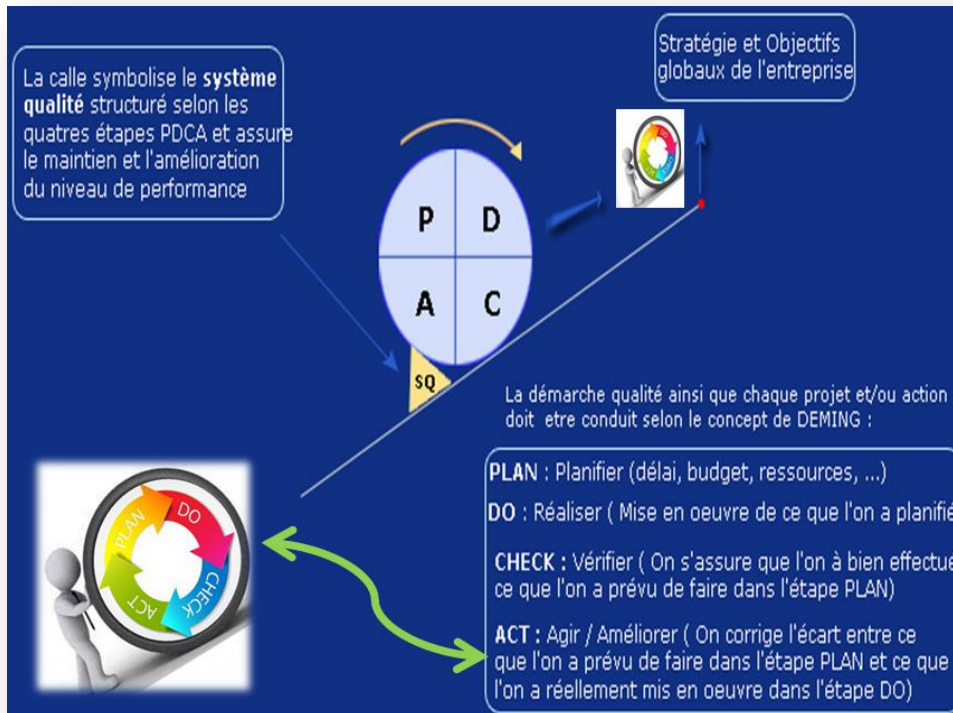 La calle symbolise le système
qualité structuré selon les
quatres étapes PDCA et assure
le maintien et l'amélioration
du niveau de performance
Stratégie et Objectifs
globaux de l'entreprise
DO
CHECK
ACT
P D
A C
SQ
La démarche qualité ainsi que chaque projet et/ou action
doit etre conduit selon le concept de DEMING :
PLAN : Planifier (délai, budget, ressources, ...)
DO : Réaliser ( Mise en oeuvre de ce que l'on a planifié
CHECK : Vérifier ( On s'assure que l'on à bien effectue
ce que l'on a prévu de faire dans l'étape PLAN)
ACT : Agir / Améliorer ( On corrige l'écart entre ce
que l'on a prévu de faire dans l'étape PLAN et ce que
l'on a réellement mis en oeuvre dans l'étape DO)
PLAN
DO
CHECK
ACT